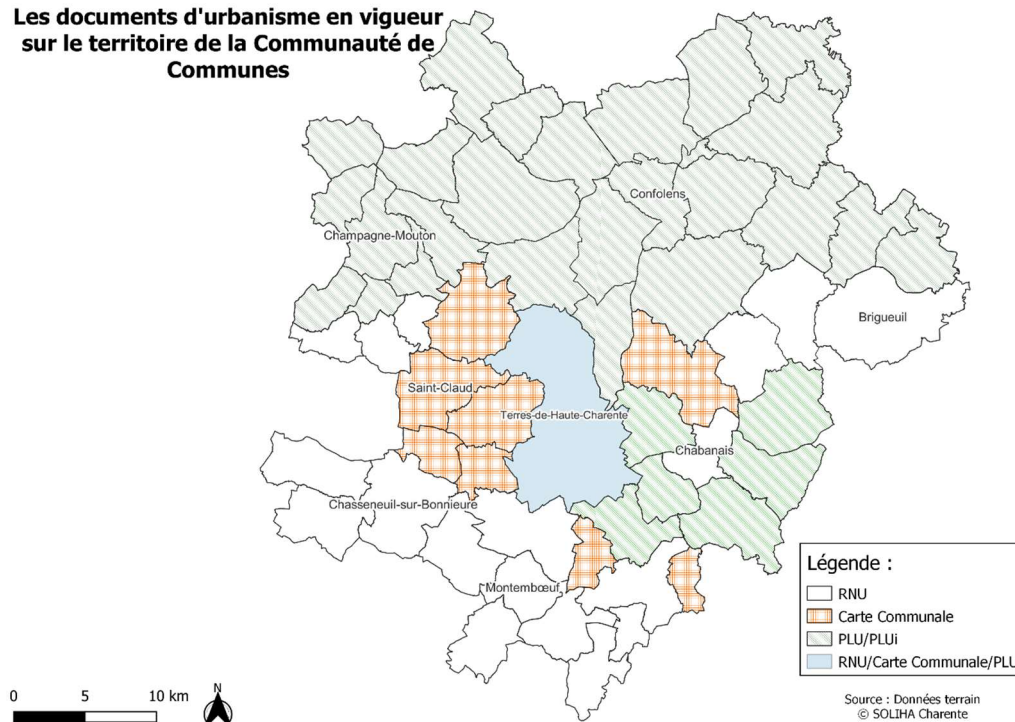 Les documents d'urbanisme en vigueur
sur le territoire de la Communauté de
Communes
Confolens
Champagne-Mouton
Brigueuil
Saint-Claud
Terres-de-Haute-Charente
Chabanais
Chasseneuil-sur-Bonnieure
Montembœuf
Légende :
RNU
Carte Communale
PLU/PLUi
RNU/Carte Communale/PLU
0 5 10 km
N
Source : Données terrain
© SOLIHA Charente